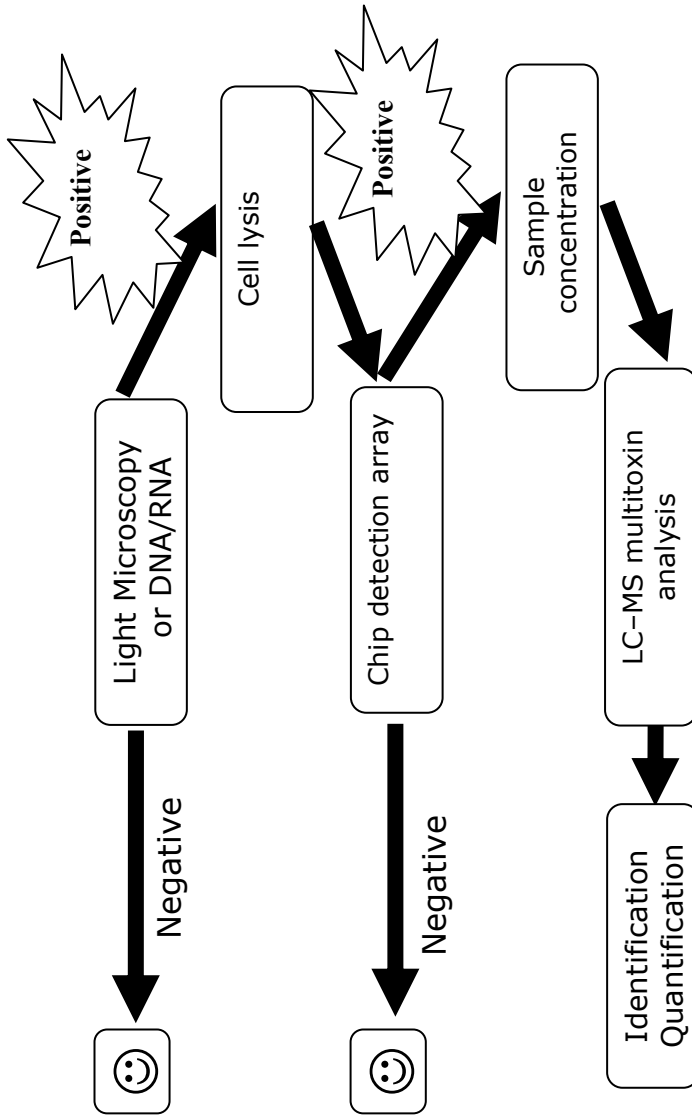 Positive
Light Microscopy
or DNA/RNA
Negative
Cell lysis
Positive
Chip detection array
Negative
Sample
concentration
LC–MS multitoxin
analysis
Identification
Quantification